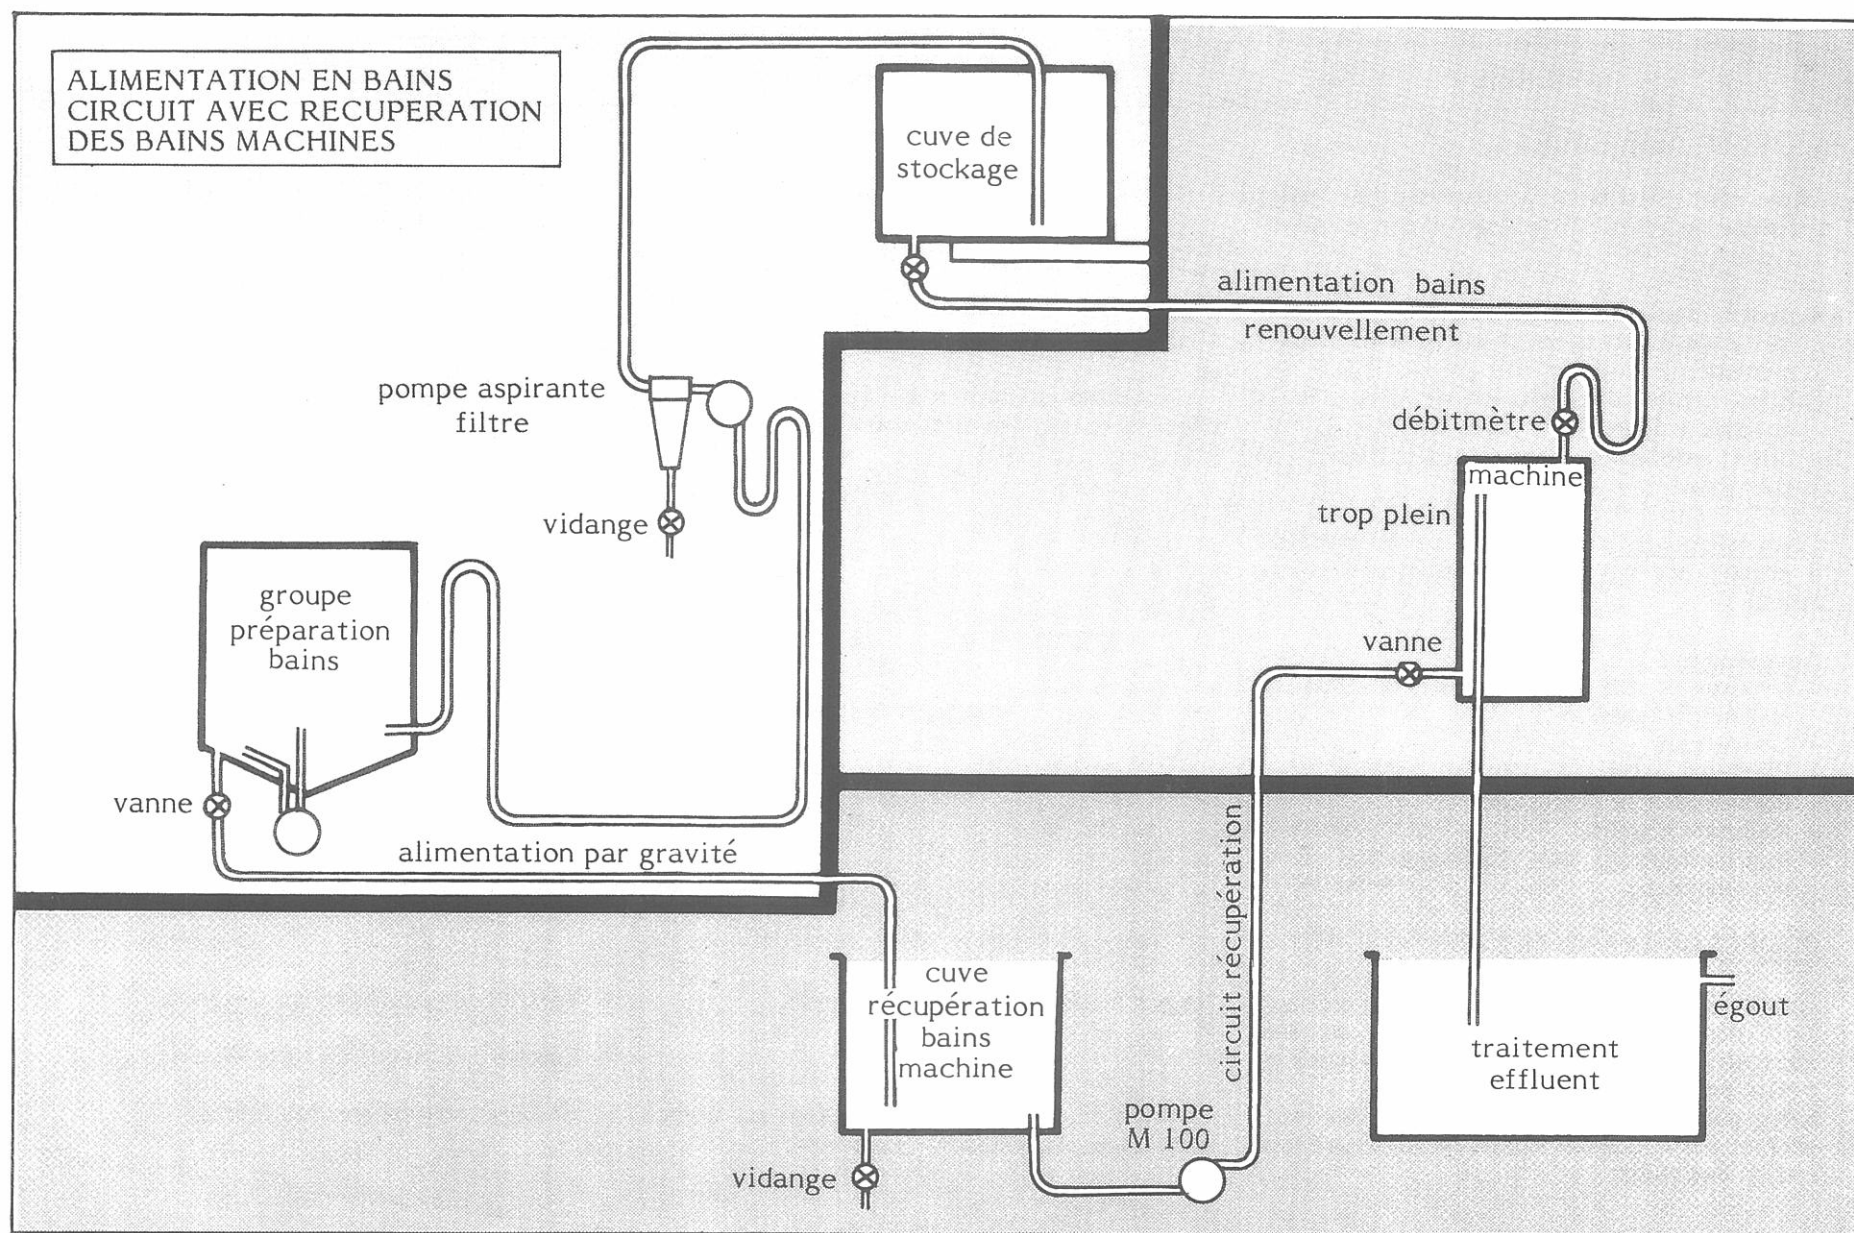 ALIMENTATION EN BAINS
CIRCUIT AVEC RECUPERATION
DES BAINS MACHINES
cuve de
stockage
alimentation bains
renouvellement
pompe aspirante
filtre
débitmètre
machine
trop plein
vidange
groupe
préparation
bains
vanne
vanne
alimentation par gravité
circuit récupération
cuve
récupération
bains
machine
égout
traitement
effluent
pompe
M 100
vidange